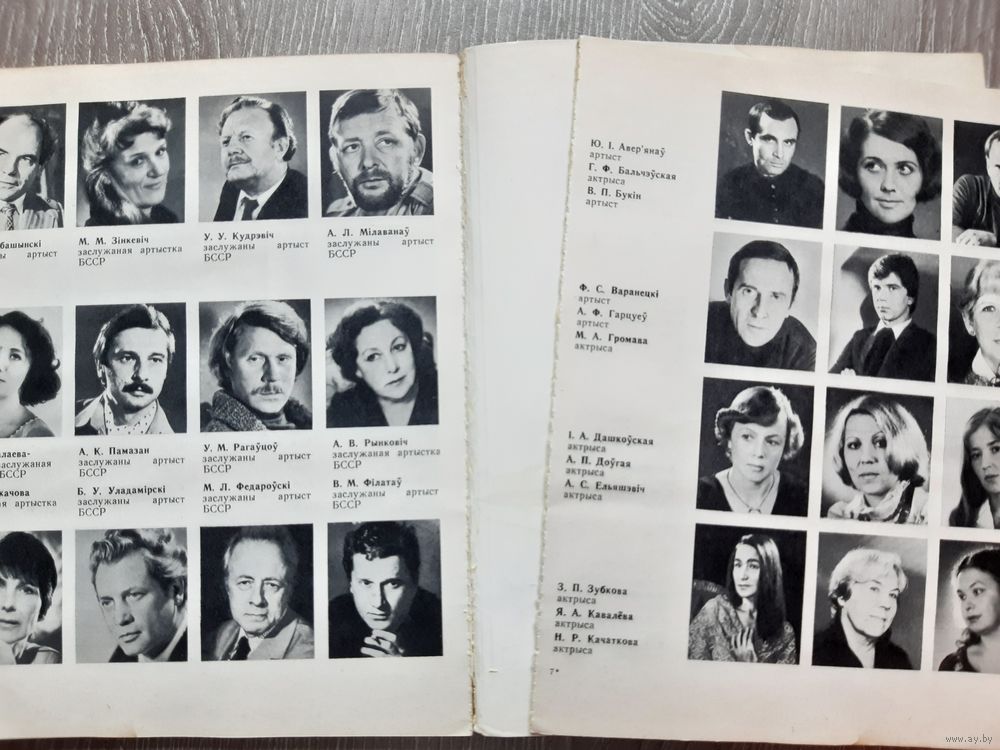 башынскі
артыст
БССР
М. М. Зінкевіч
заслужаная артыстка
БССР
У. У. Кудрэвіч
заслужаны артыст
БССР
А. Л. Мілаванаў
заслужаны артыст
БССР
лаева-
заслужаная
БССР
А. К. Памазан
заслужаны артыст
БССР
У. М. Рагаўцоў
заслужаны артыст
БССР
А. В. Рынковіч
заслужаная артыстка
БССР
качова
артыстка
Б. У. Уладамірскі
заслужаны артыст
БССР
М. Л. Федароўскі
заслужаны артыст
БССР
В. М. Філатаў
заслужаны артыст
БССР
Ю. І. Авер'янаў
артыст
Г. Ф. Бальчэўская
актрыса
В. П. Букін
артыст
Ф. С. Варанецкі
артыст
А. Ф. Гарцуеў
артыст
М. А. Громава
актрыса
І. А. Дашкоўская
актрыса
А. П. Доўгая
актрыса
А. С. Ельяшэвіч
актрыса
З. П. Зубкова
актрыса
Я. А. Кавалёва
актрыса
Н. Р. Качаткова
актрыса
7*
www.ay.by